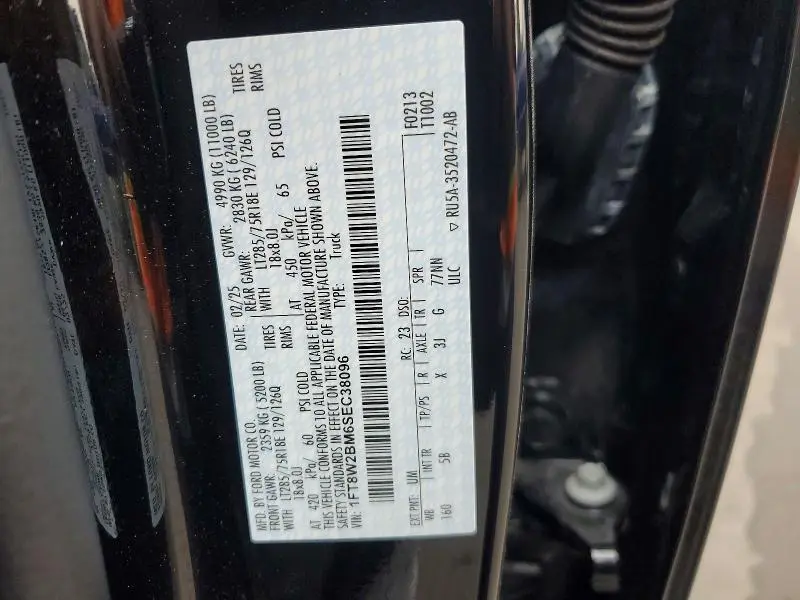 MFD. BY FORD MOTOR CO.
DATE: 02/25 GVWR: 4990 KG (11000 LB)
FRONT GAWR: 2359 KG ( 5200 LB) REAR GAWR: 2830 KG ( 6240 LB)
WITH LT285/75R18E 129/126Q TIRES WITH LT285/75R18E 129/126Q TIRES
18x8.0J RIMS 18x8.0J RIMS
AT 420 kPa/ 60 PSI COLD AT 450 kPa/ 65 PSI COLD
THIS VEHICLE CONFORMS TO ALL APPLICABLE FEDERAL MOTOR VEHICLE
SAFETY STANDARDS IN EFFECT ON THE DATE OF MANUFACTURE SHOWN ABOVE.
VIN: 1FT8W2BM6SEC38096 TYPE: Truck
EXT PNT: UM RC: 23 DSO: F0213
WB INT TR TP/PS R AXLE TR SPR T1002
160 5B X 3J G 77NN
ULC
▽ RU5A-3520472-AB